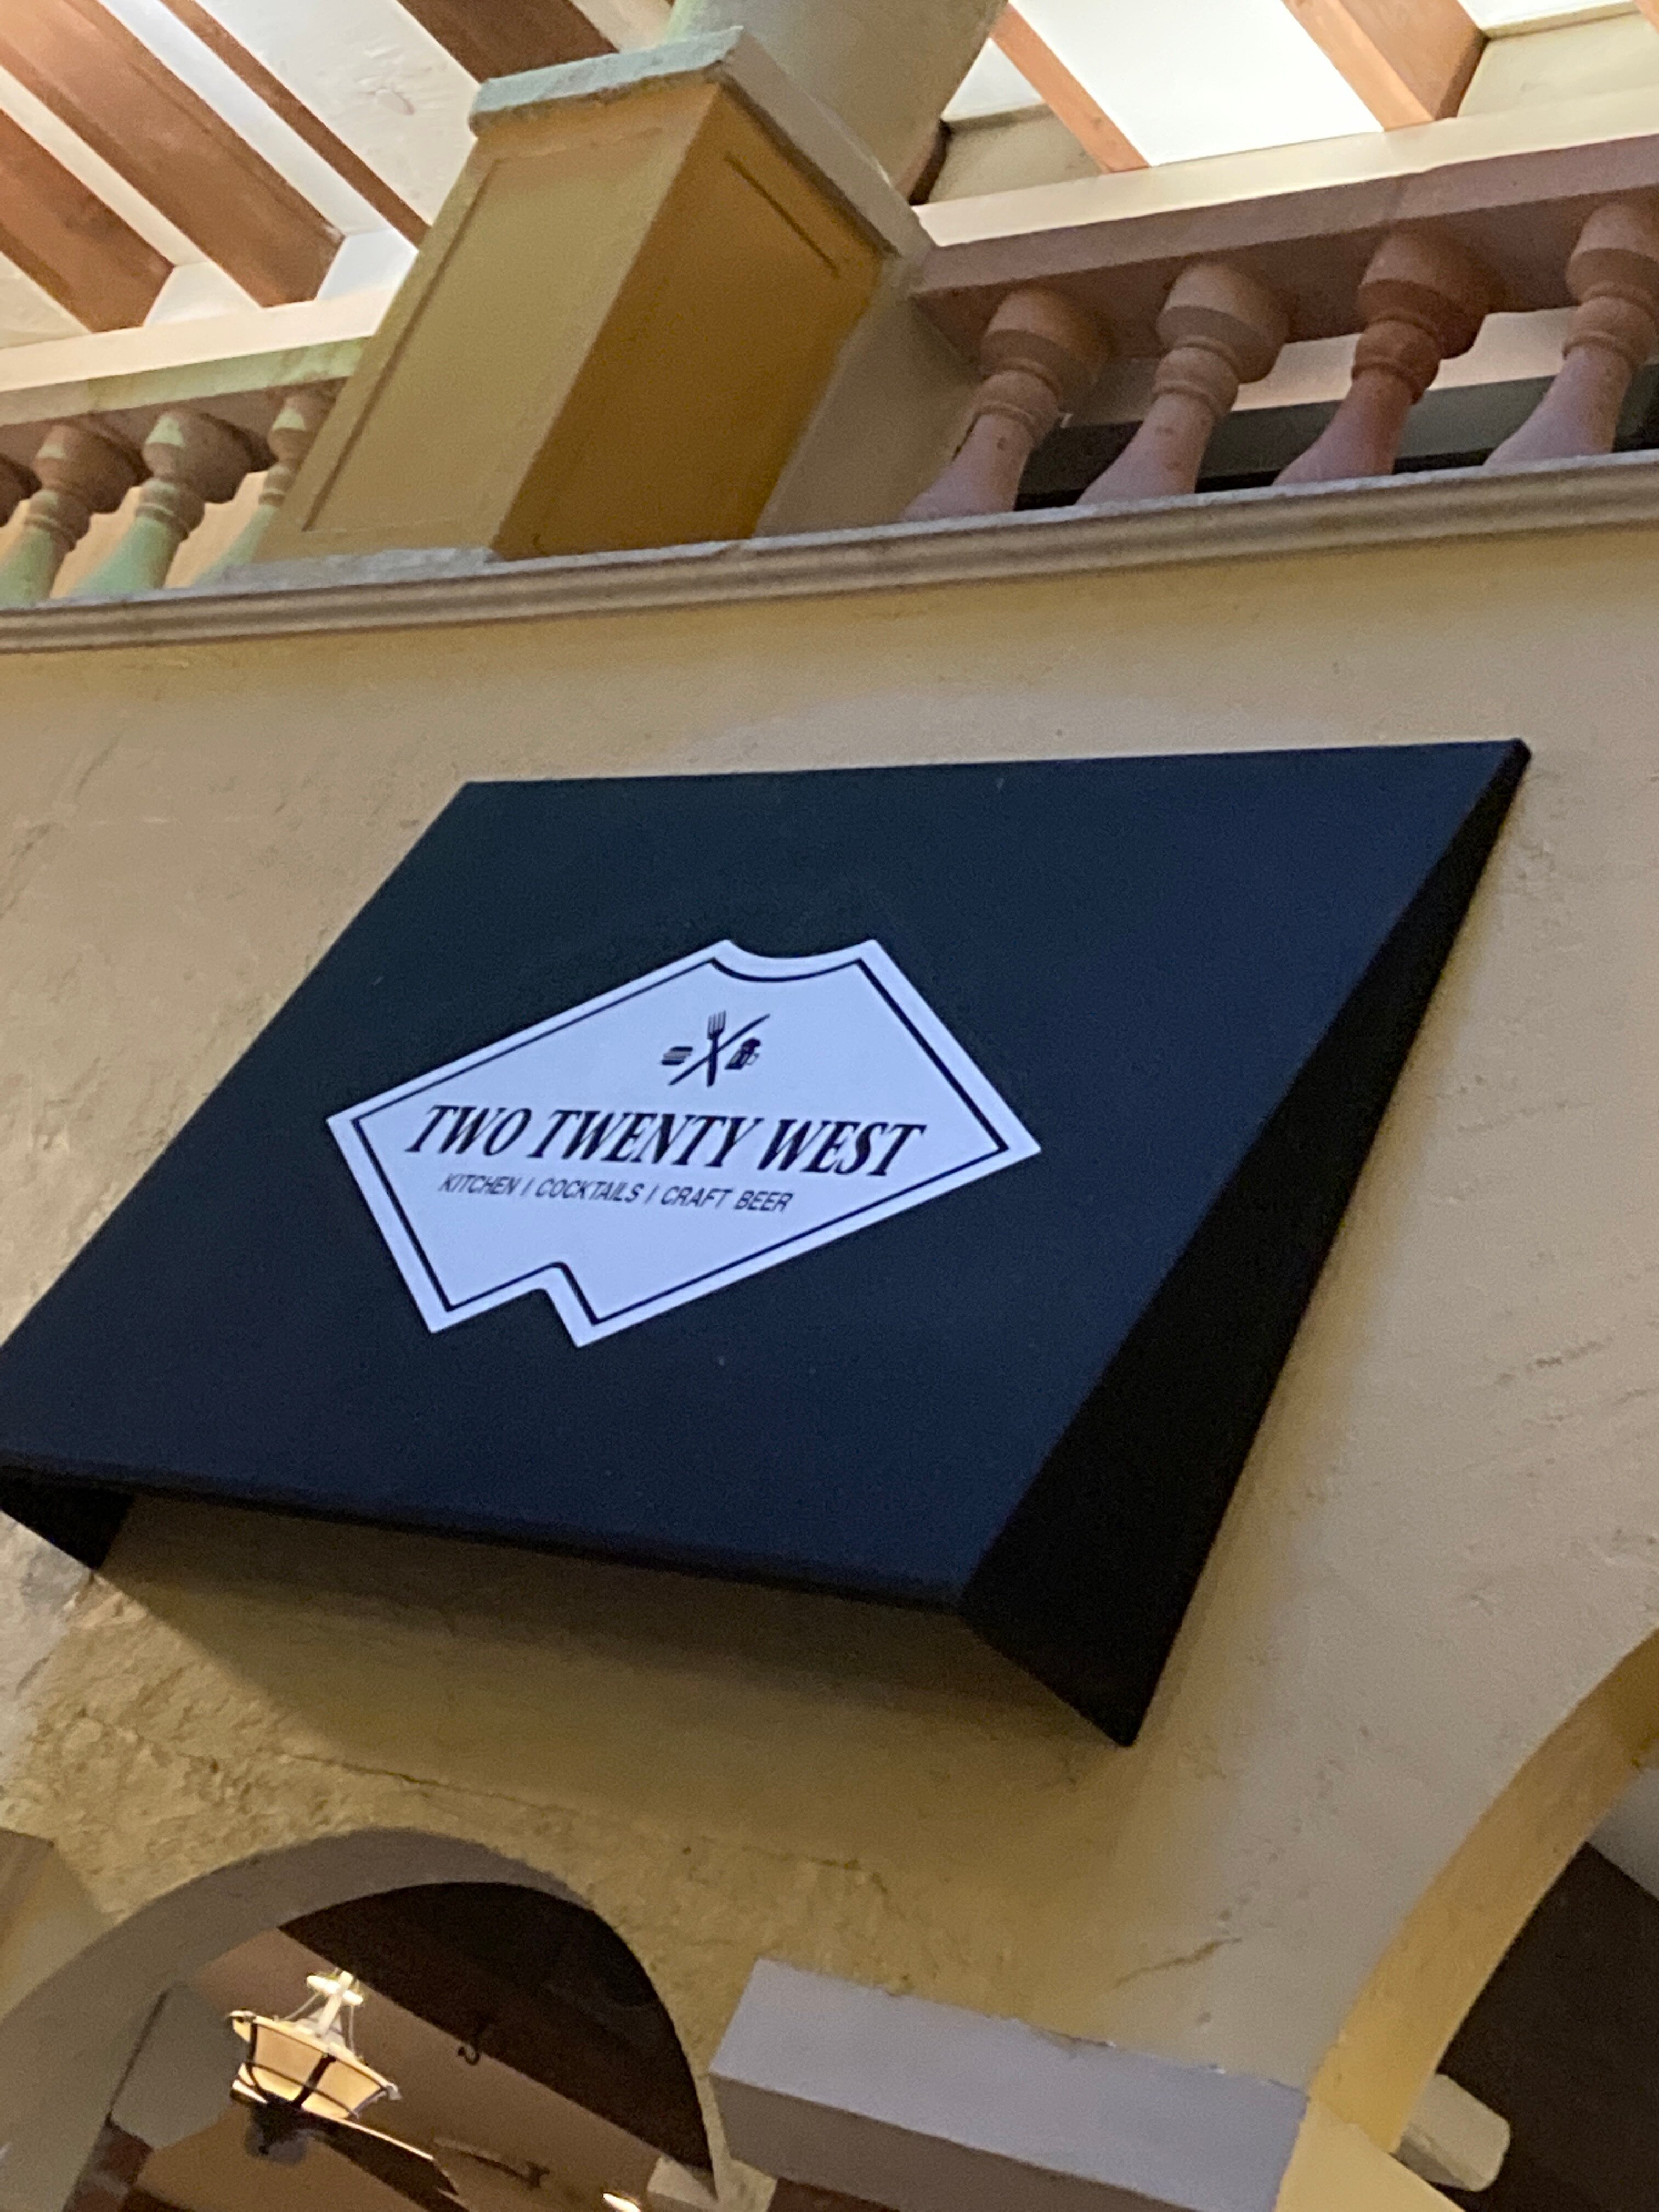 TWO TWENTY WEST
KITCHEN | COCKTAILS | CRAFT BEER